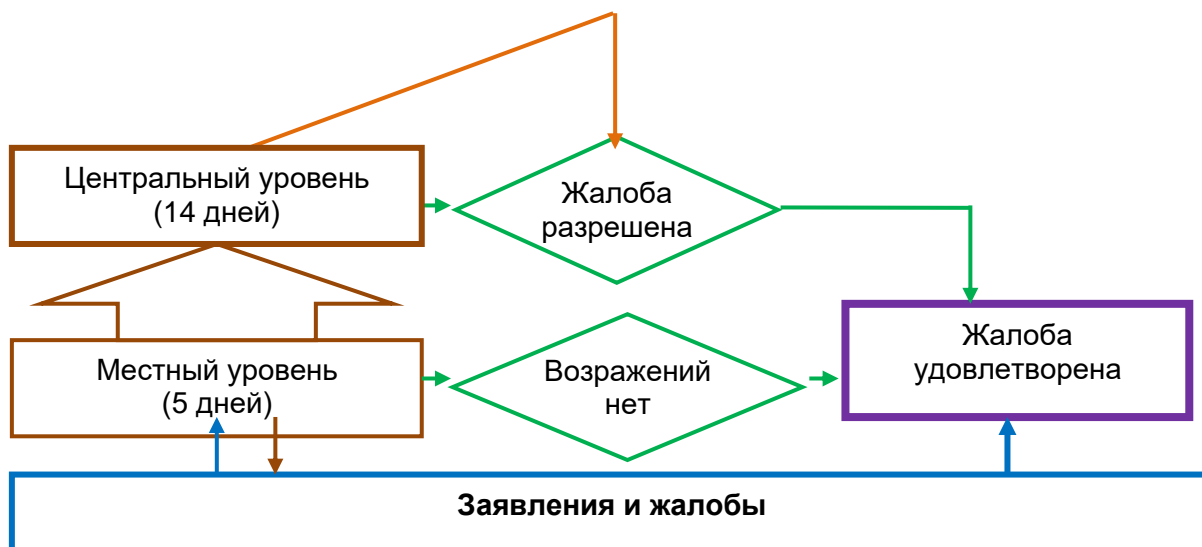 Центральный уровень
(14 дней)
Жалоба
разрешена
Местный уровень
(5 дней)
Возражений
нет
Жалоба
удовлетворена
Заявления и жалобы